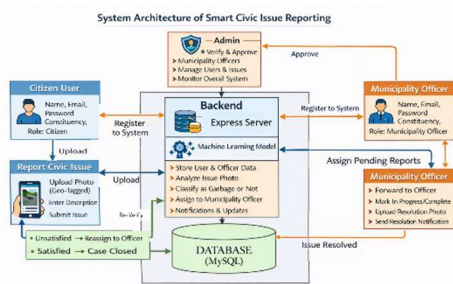 System Architecture of Smart Civic Issue Reporting
Admin
Verify & Approve
Municipality Officers
Manage Users & Issues
Monitor Overall System
Approve
Citizen User
Name, Email,
Password
Constituency,
Role: Citizen
Register
to System
Backend
Express Server
Machine Learning Model
Store User & Officer Data
Analyze Issue Photo
Classify as Garbage or Not
Assign to Municipality Officer
Notifications & Updates
Register to System
Municipality Officer
Name, Email,
Password
Constituency,
Role: Municipality Officer
Upload
Report Civic Issue
Upload Photo
(Geo-Tagged)
Enter Description
Submit Issue
Upload
Assign Pending Reports
Municipality Officer
Forward to Officer
Mark In Progress/Complete
Upload Resolution Photo
Send Resolution Notification
Issue Resolved
Unsatisfied → Reassign to Officer
Satisfied → Case Closed
DATABASE
(MySQL)